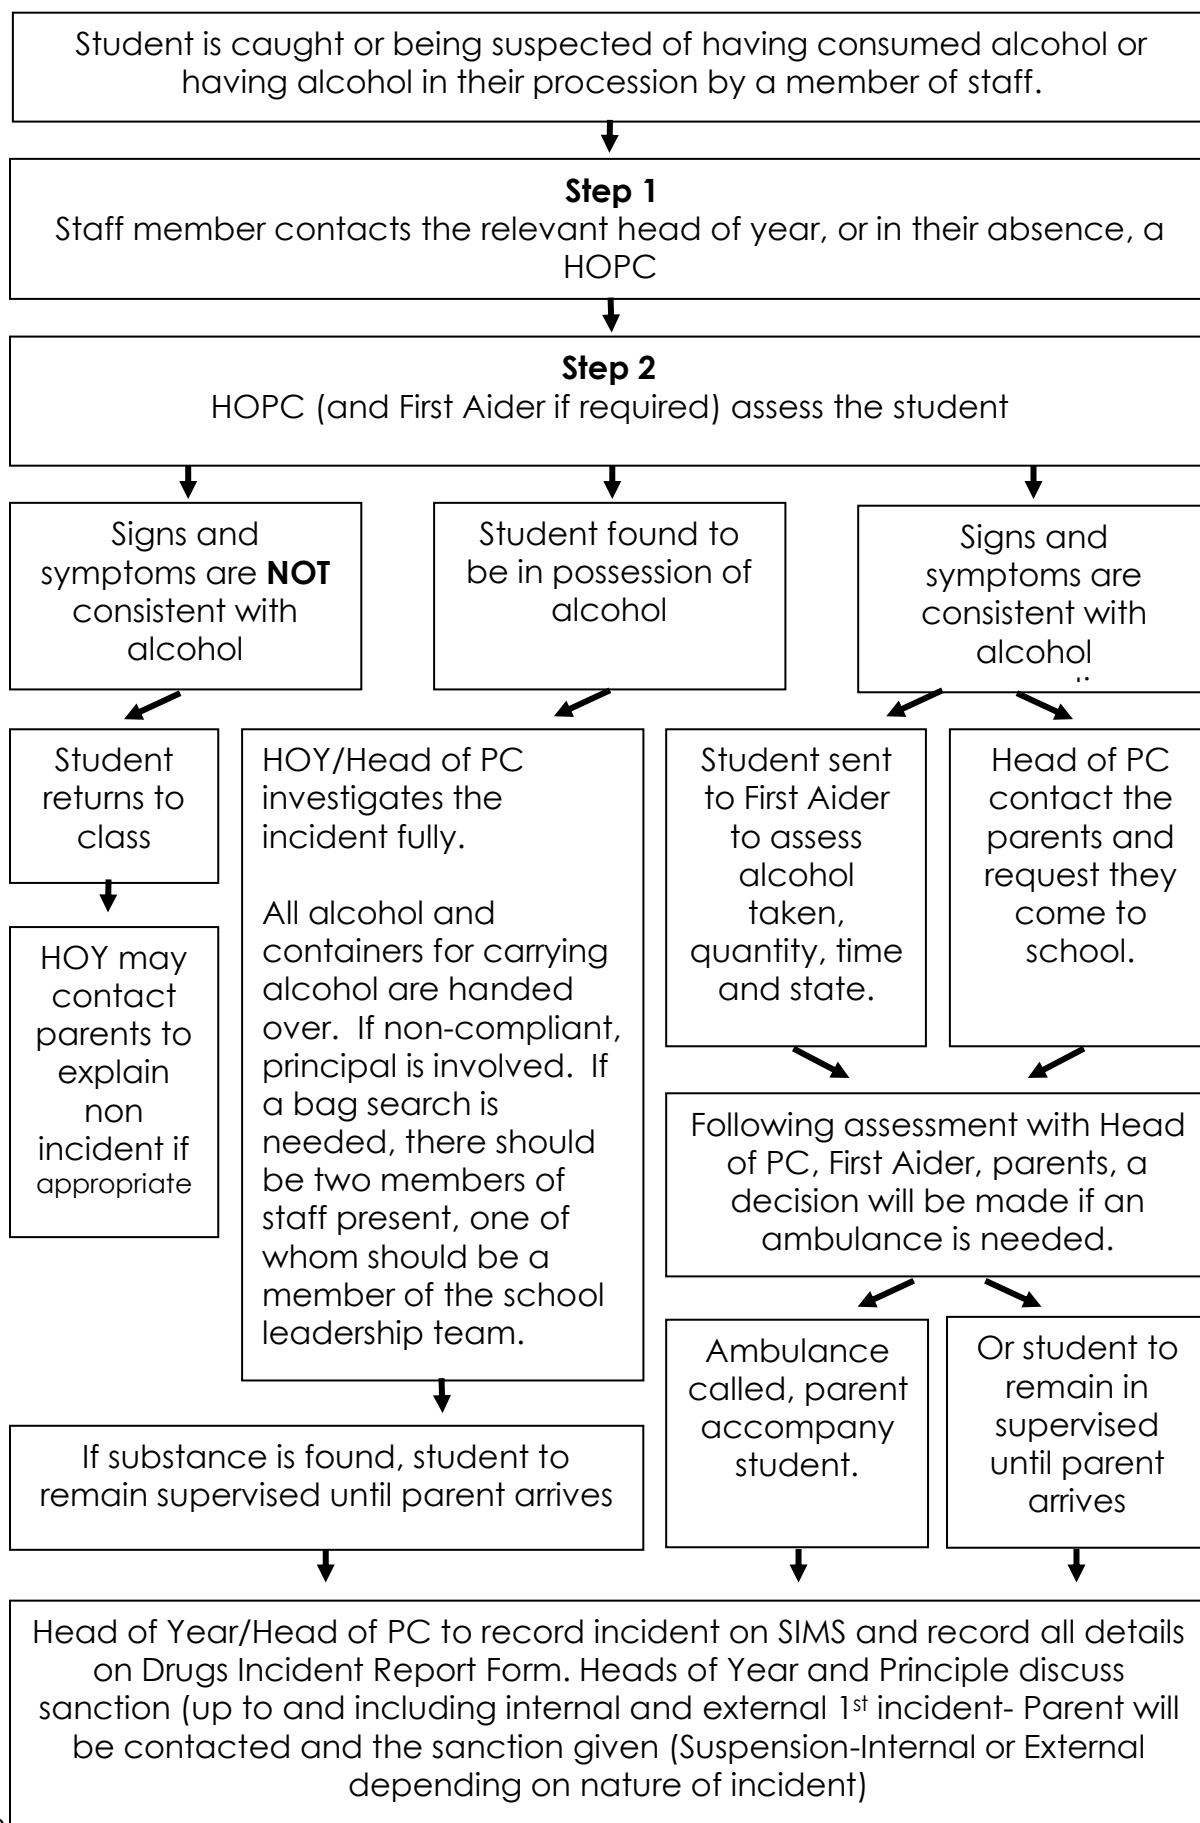 Student is caught or being suspected of having consumed alcohol or
having alcohol in their procession by a member of staff.
Step 1
Staff member contacts the relevant head of year, or in their absence, a
HOPC
Step 2
HOPC (and First Aider if required) assess the student
Signs and
symptoms are NOT
consistent with
alcohol
Student found to
be in possession of
alcohol
Signs and
symptoms are
consistent with
alcohol
Student
returns to
class
HOY may
contact
parents to
explain
non
incident if
appropriate
HOY/Head of PC
investigates the
incident fully.
All alcohol and
containers for carrying
alcohol are handed
over. If non-compliant,
principal is involved. If
a bag search is
needed, there should
be two members of
staff present, one of
whom should be a
member of the school
leadership team.
Student sent
to First Aider
to assess
alcohol
taken,
quantity, time
and state.
Head of PC
contact the
parents and
request they
come to
school.
Following assessment with Head
of PC, First Aider, parents, a
decision will be made if an
ambulance is needed.
Ambulance
called, parent
accompany
student.
Or student to
remain in
supervised
until parent
arrives
If substance is found, student to
remain supervised until parent arrives
Head of Year/Head of PC to record incident on SIMS and record all details
on Drugs Incident Report Form. Heads of Year and Principle discuss
sanction (up to and including internal and external 1st incident- Parent will
be contacted and the sanction given (Suspension-Internal or External
depending on nature of incident)